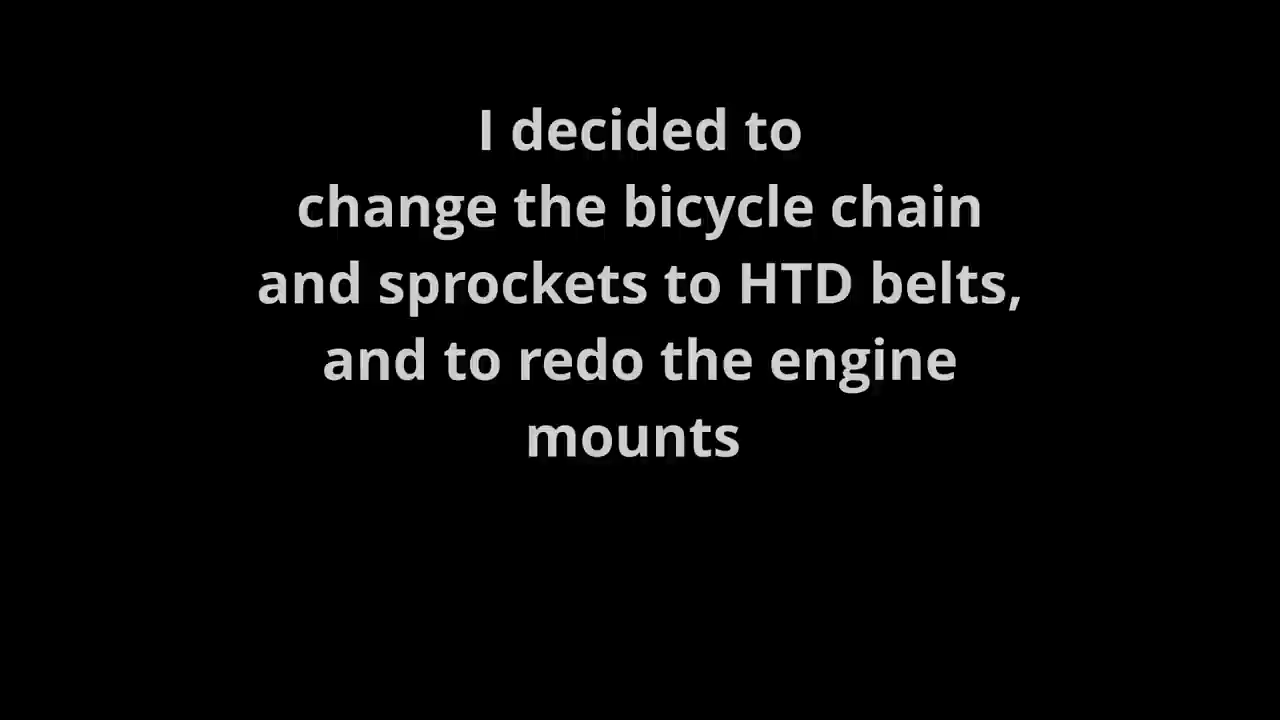 I decided to
change the bicycle chain
and sprockets to HTD belts,
and to redo the engine
mounts